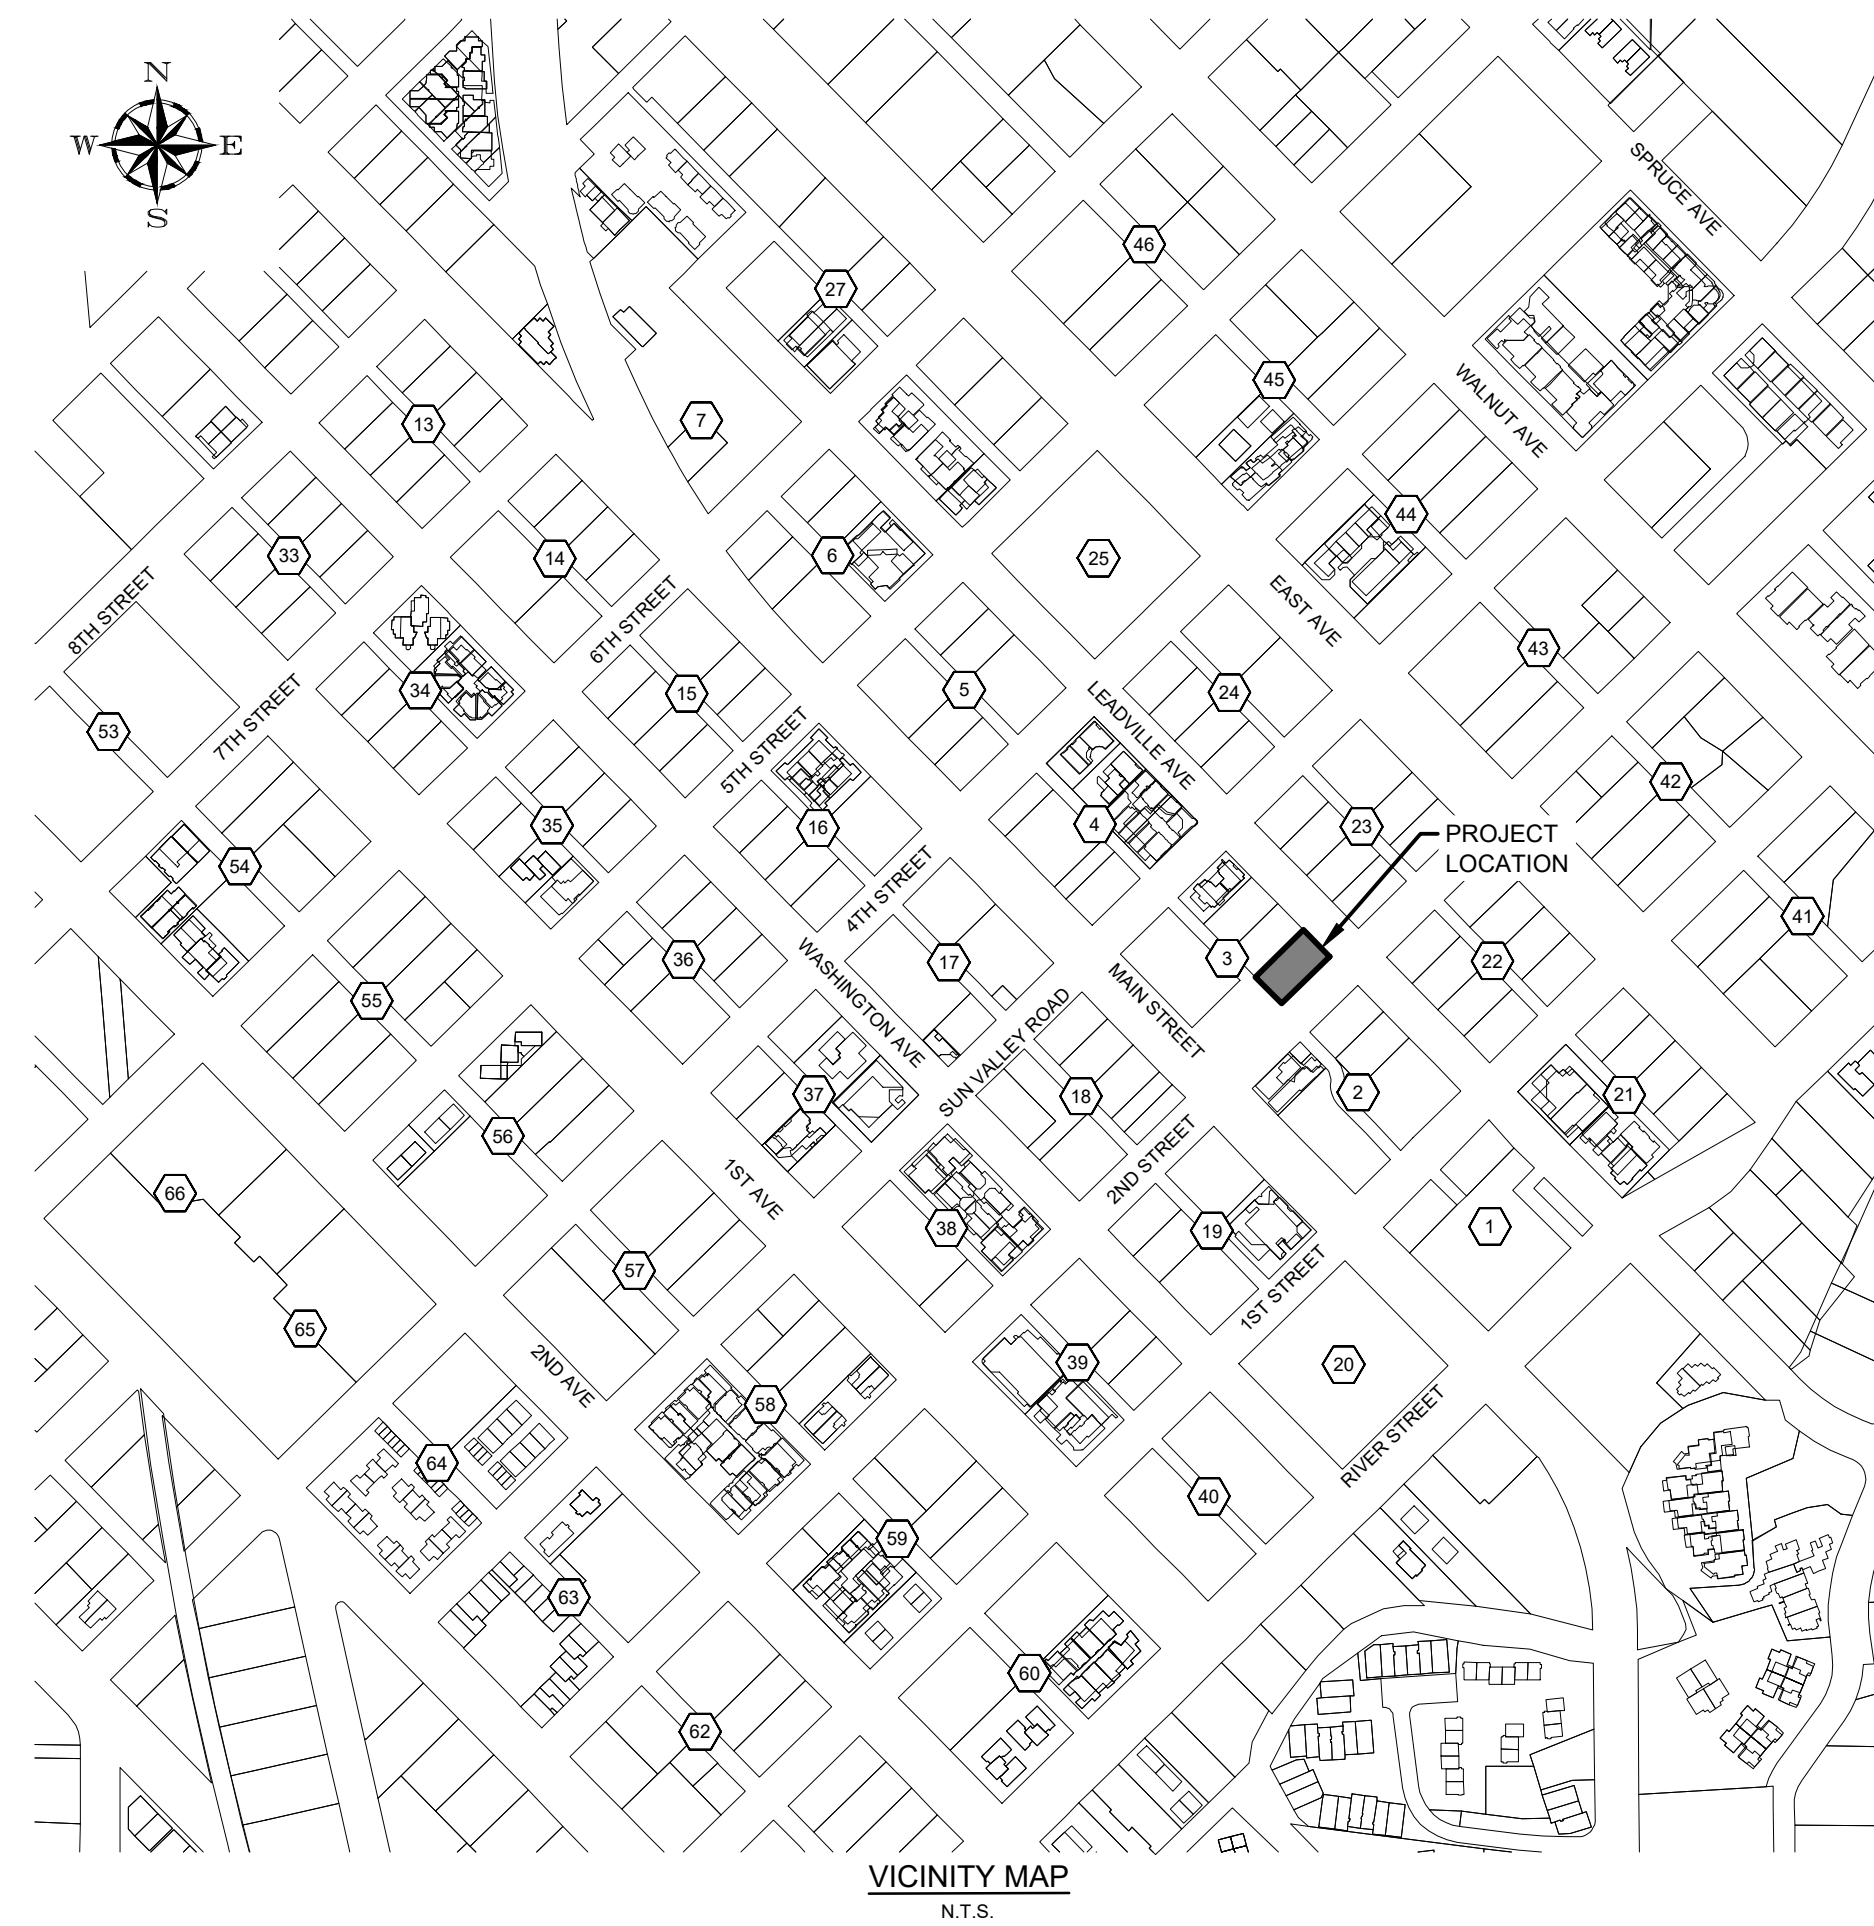 N
W E
S
SPRUCE AVE
46
27
45
WALNUT AVE
13
7
44
33
14
6
25
8TH STREET
6TH STREET
EAST AVE
43
34
15
5
24
7TH STREET
LEADVILLE AVE
53
5TH STREET
42
35
16
4
23
PROJECT
LOCATION
54
4TH STREET
41
36
WASHINGTON AVE
17
3
22
55
MAIN STREET
SUN VALLEY ROAD
37
18
2
21
56
2ND STREET
66
1ST AVE
38
19
1
57
1ST STREET
65
2ND AVE
39
20
58
RIVER STREET
64
40
59
63
60
62
VICINITY MAP
N.T.S.